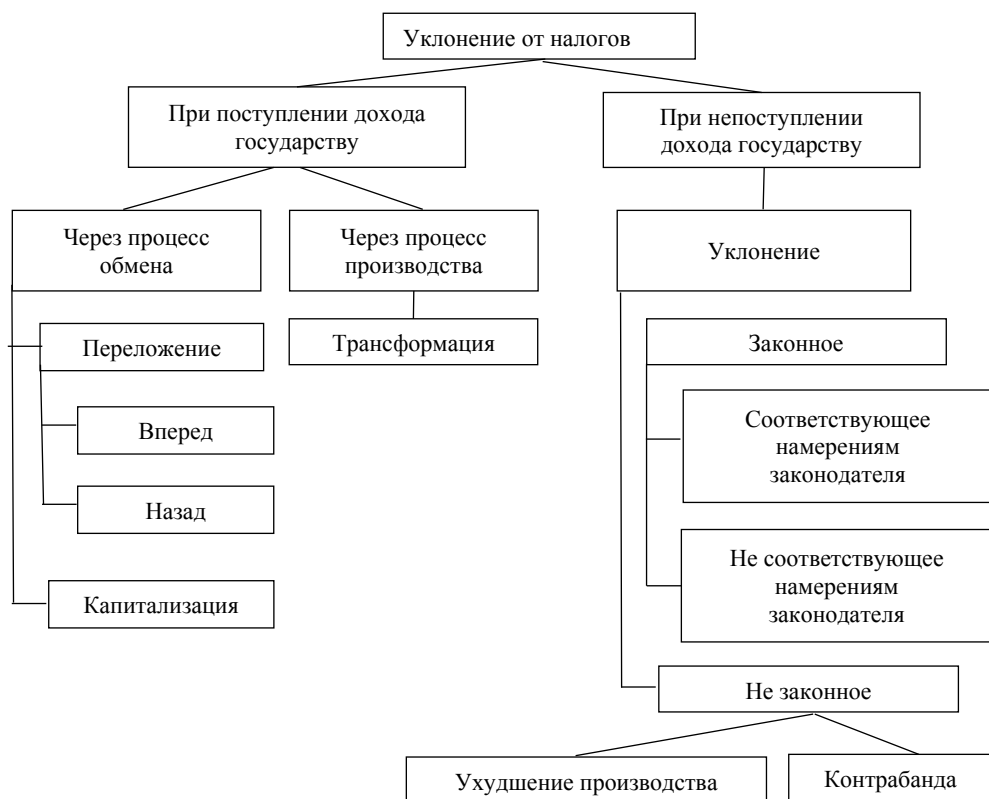 Уклонение от налогов
При поступлении дохода
государству
При непоступлении
дохода государству
Через процесс
обмена
Через процесс
производства
Уклонение
Переложение
Трансформация
Законное
Вперед
Соответствующее
намерениям
законодателя
Назад
Не соответствующее
намерениям
законодателя
Капитализация
Не законное
Ухудшение производства
Контрабанда